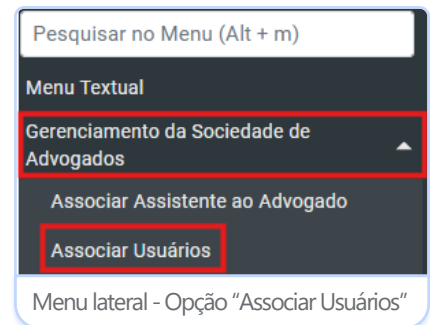 Pesquisar no Menu (Alt + m)
Menu Textual
Gerenciamento da Sociedade de
Advogados
Associar Assistente ao Advogado
Associar Usuários
Menu lateral - Opção “Associar Usuários”